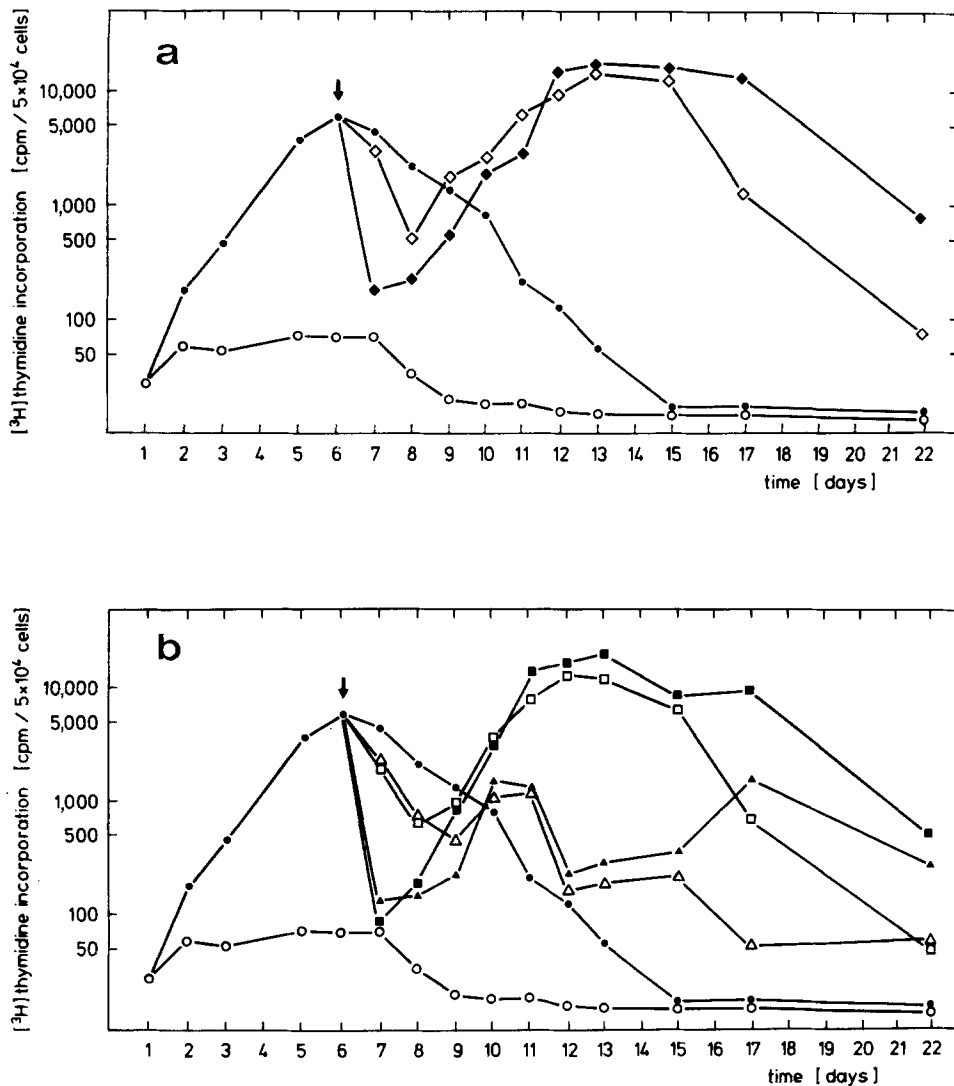 a
[³H]thymidine incorporation [cpm / 5×10⁴ cells]
10,000
5,000
1,000
500
100
50
1 2 3 4 5 6 7 8 9 10 11 12 13 14 15 16 17 18 19 20 21 22
time [days]
b
[³H]thymidine incorporation [cpm / 5×10⁴ cells]
10,000
5,000
1,000
500
100
50
1 2 3 4 5 6 7 8 9 10 11 12 13 14 15 16 17 18 19 20 21 22
time [days]